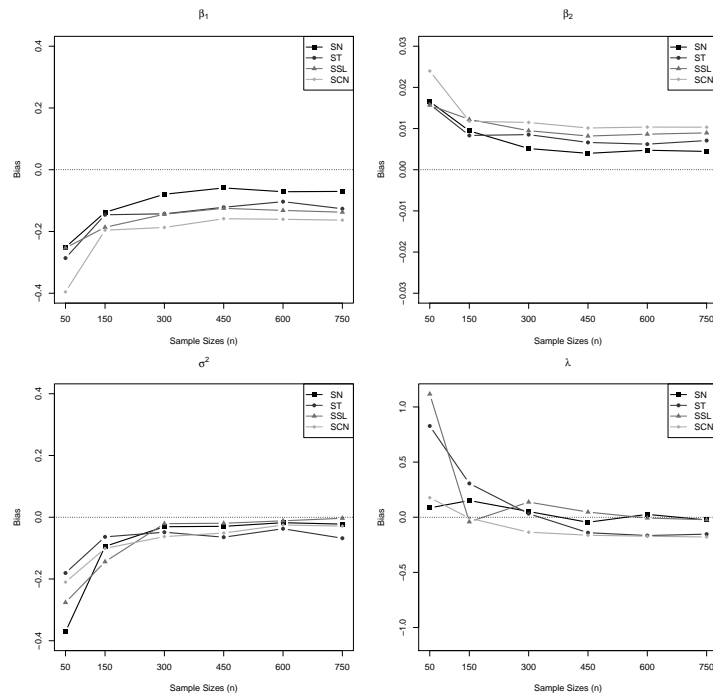 β1
0.4
0.2
0.0
-0.2
-0.4
Bias
50 150 300 450 600 750
Sample Sizes (n)
SN
ST
SSL
SCN
β2
0.03
0.02
0.01
0.00
-0.01
-0.02
-0.03
Bias
50 150 300 450 600 750
Sample Sizes (n)
SN
ST
SSL
SCN
σ²
0.4
0.2
0.0
-0.2
-0.4
Bias
50 150 300 450 600 750
Sample Sizes (n)
SN
ST
SSL
SCN
λ
1.0
0.5
0.0
-0.5
-1.0
Bias
50 150 300 450 600 750
Sample Sizes (n)
SN
ST
SSL
SCN